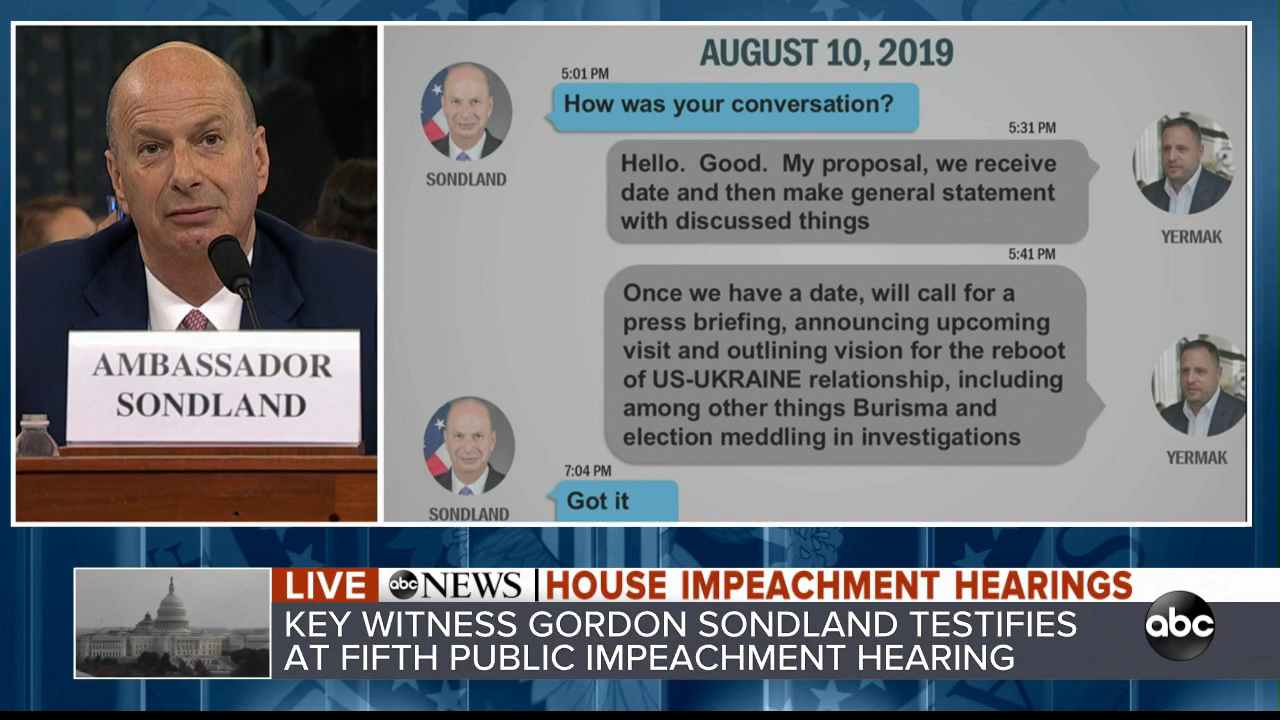 AMBASSADOR
SONDLAND
AUGUST 10, 2019
5:01 PM
How was your conversation?
SONDLAND
5:31 PM
Hello. Good. My proposal, we receive
date and then make general statement
with discussed things
YERMAK
5:41 PM
Once we have a date, will call for a
press briefing, announcing upcoming
visit and outlining vision for the reboot
of US-UKRAINE relationship, including
among other things Burisma and
election meddling in investigations
YERMAK
7:04 PM
Got it
SONDLAND
LIVE abc NEWS HOUSE IMPEACHMENT HEARINGS
KEY WITNESS GORDON SONDLAND TESTIFIES
AT FIFTH PUBLIC IMPEACHMENT HEARING
abc